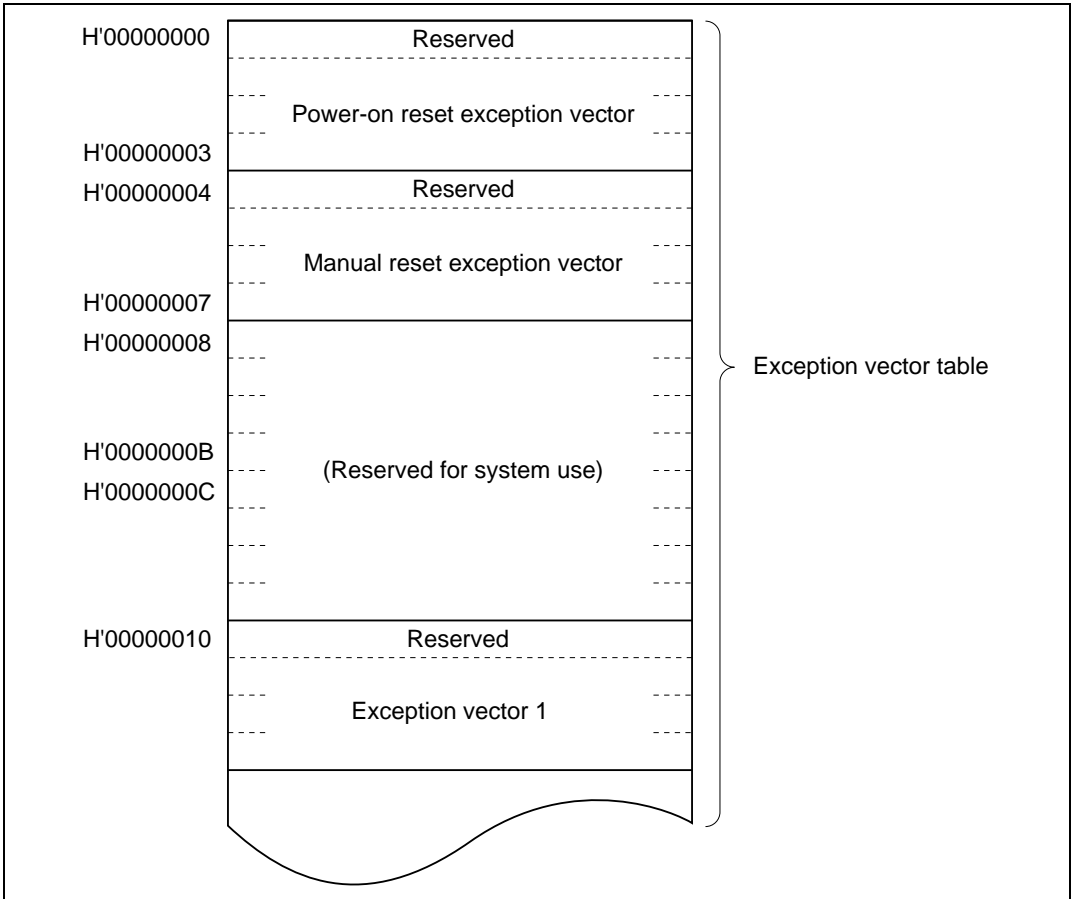 H'00000000 Reserved
Power-on reset exception vector
H'00000003
H'00000004 Reserved
Manual reset exception vector
H'00000007
H'00000008
Exception vector table
H'0000000B
(Reserved for system use)
H'0000000C
H'00000010 Reserved
Exception vector 1